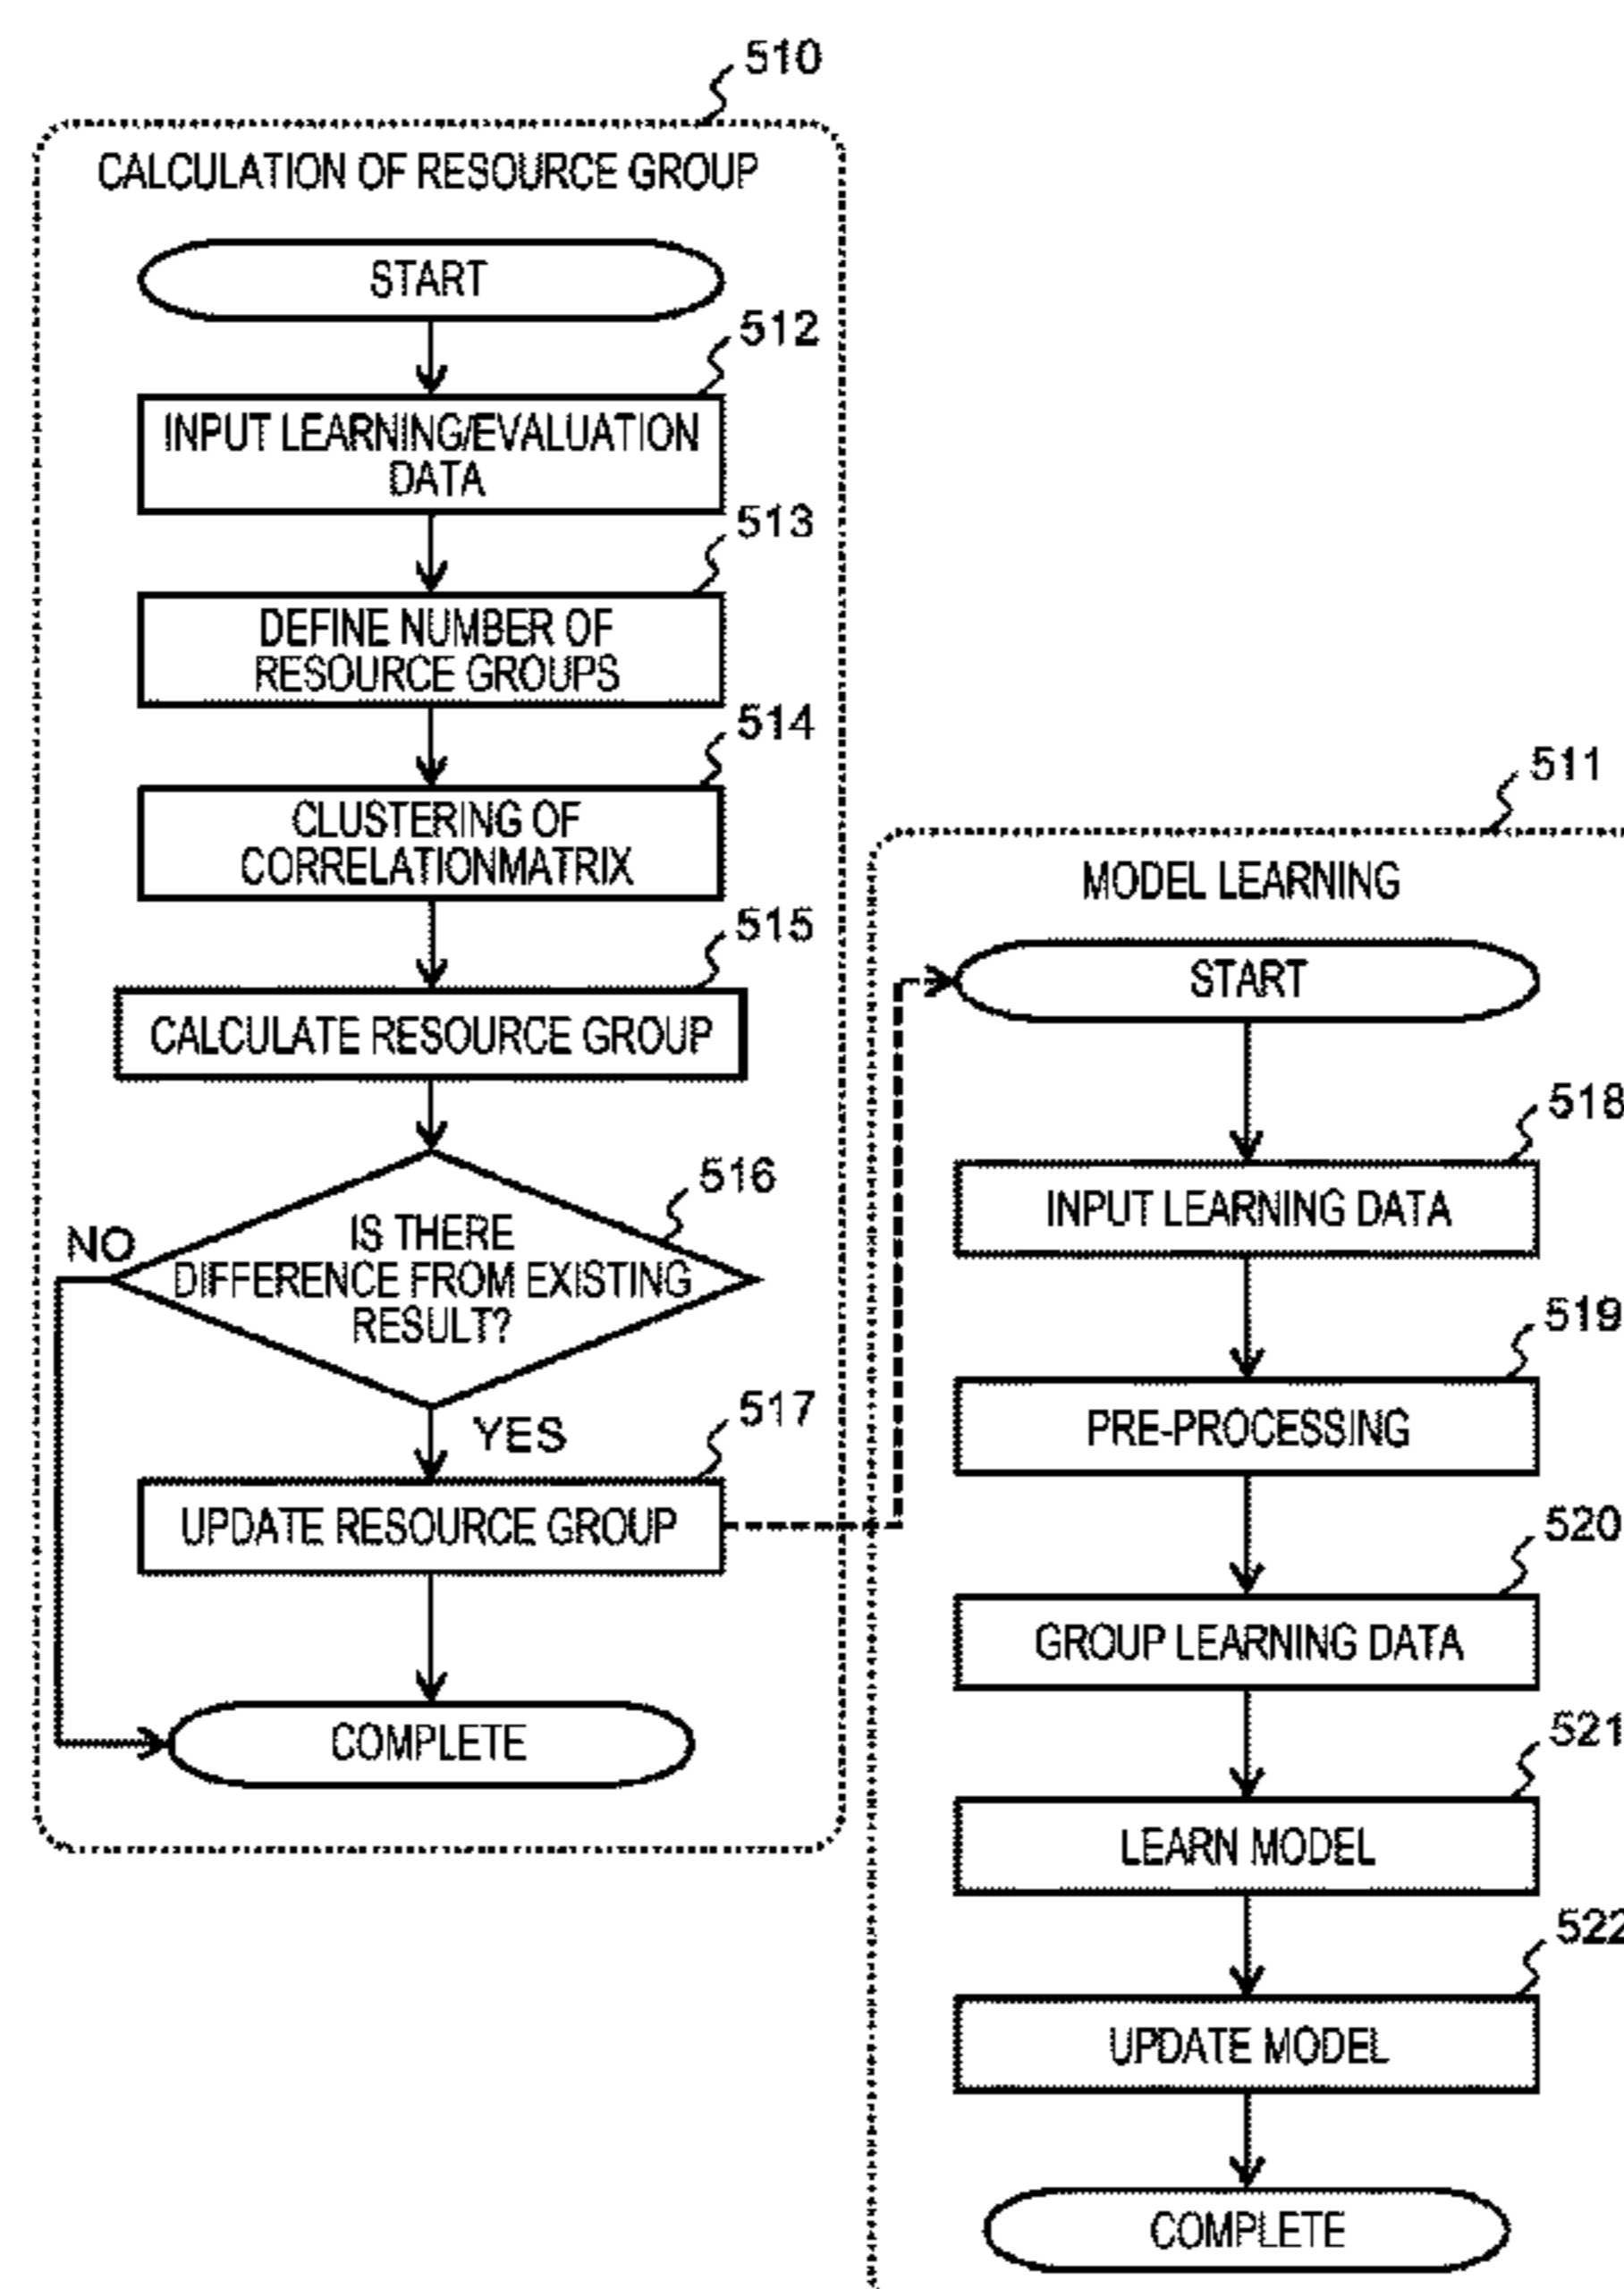 510
CALCULATION OF RESOURCE GROUP
START
512
INPUT LEARNING/EVALUATION
DATA
513
DEFINE NUMBER OF
RESOURCE GROUPS
514
CLUSTERING OF
CORRELATIONMATRIX
515
CALCULATE RESOURCE GROUP
516
NO
IS THERE
DIFFERENCE FROM EXISTING
RESULT?
YES
517
UPDATE RESOURCE GROUP
COMPLETE
511
MODEL LEARNING
START
518
INPUT LEARNING DATA
519
PRE-PROCESSING
520
GROUP LEARNING DATA
521
LEARN MODEL
522
UPDATE MODEL
COMPLETE